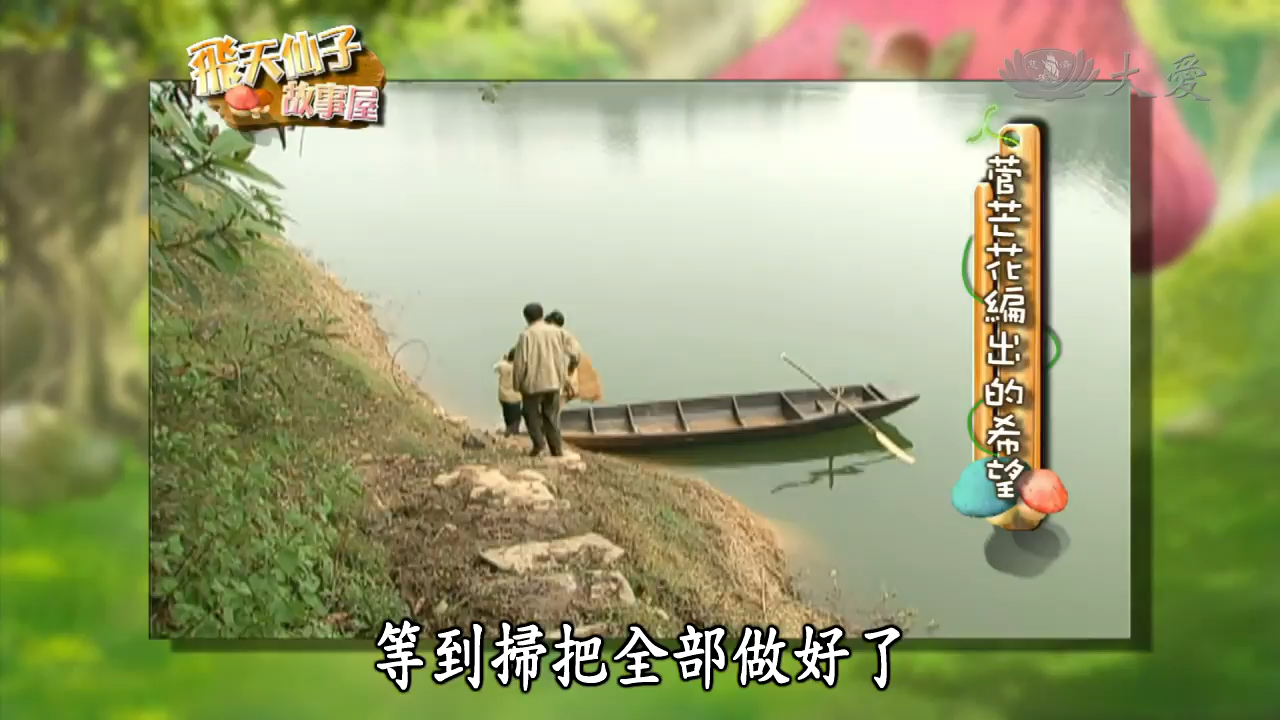 飛天仙子
故事屋
大愛
菅芒花編出的希望
等到掃把全部做好了